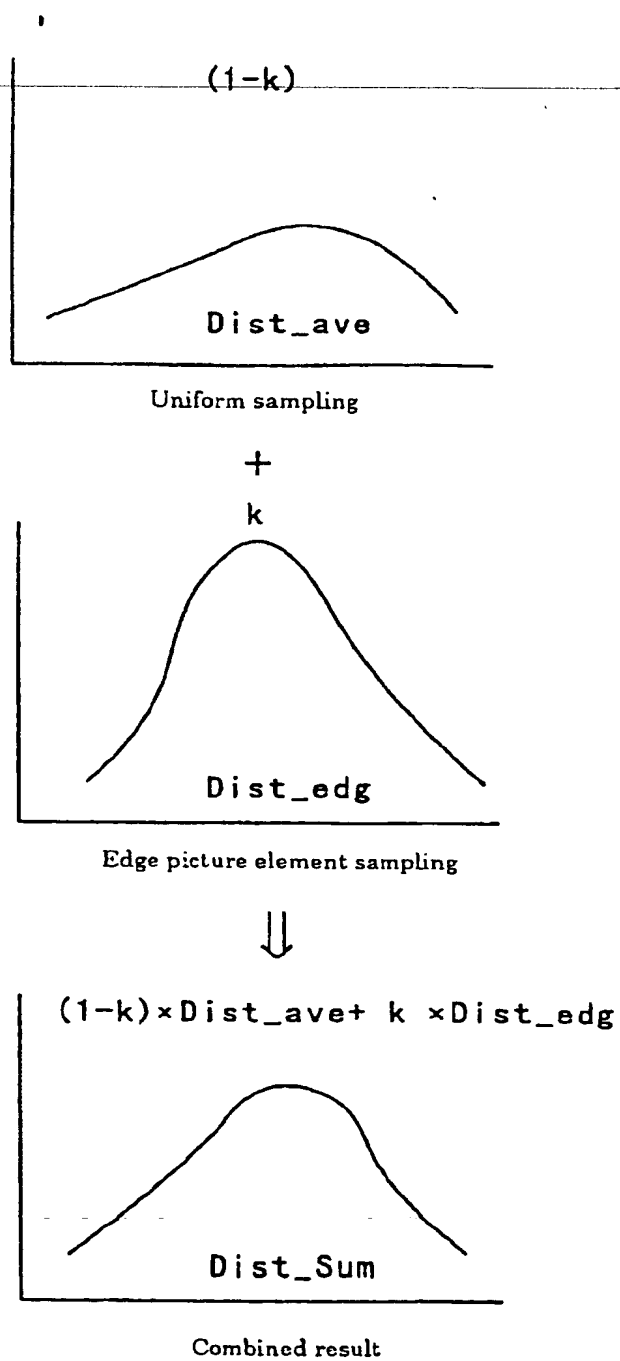 (1-k)
Dist_ave
Uniform sampling
+
k
Dist_edg
Edge picture element sampling
⇓
(1-k)×Dist_ave+ k ×Dist_edg
Dist_Sum
Combined result